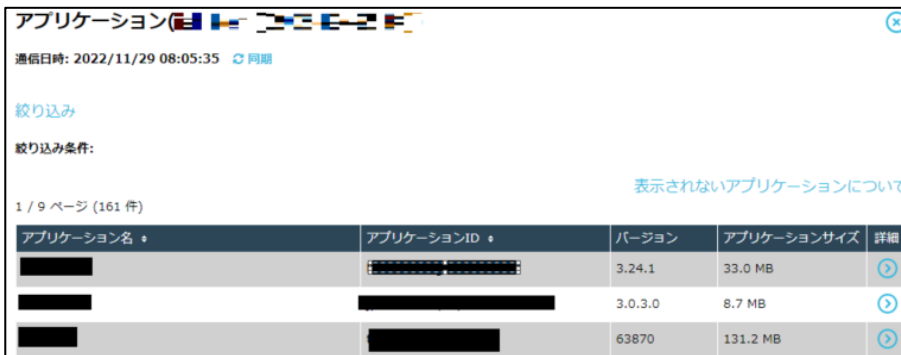 アプリケーション(
通信日時: 2022/11/29 08:05:35 同期
絞り込み
絞り込み条件:
表示されないアプリケーションについて
1 / 9 ページ (161 件)
アプリケーション名 アプリケーションID バージョン アプリケーションサイズ 詳細
3.24.1 33.0 MB
3.0.3.0 8.7 MB
63870 131.2 MB